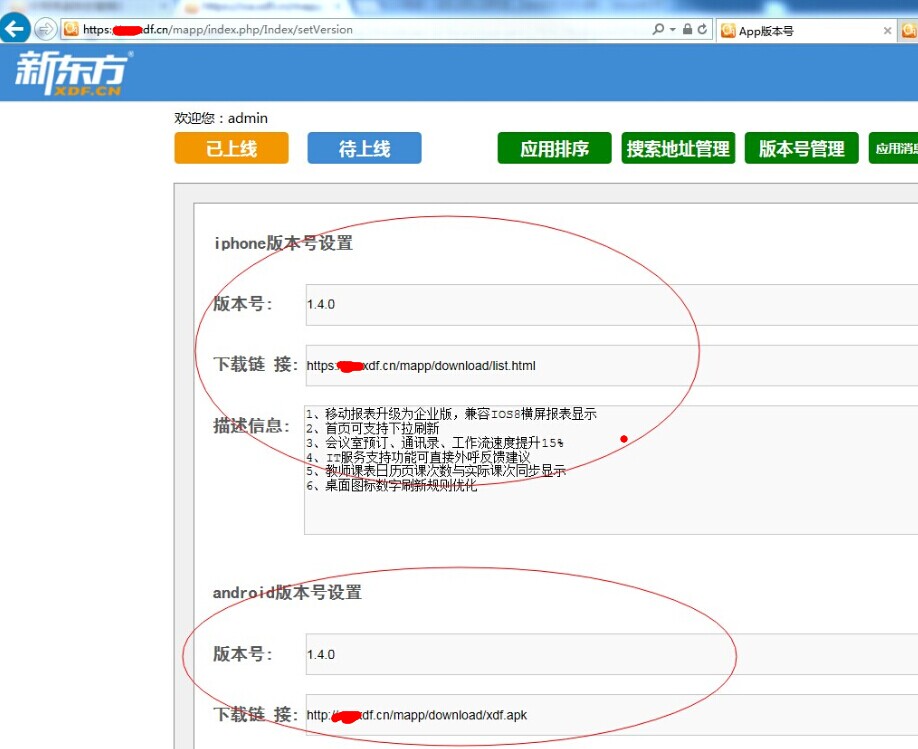 https: df.cn/mapp/index.php/Index/setVersion
App版本号
新东方
XDF.CN
欢迎您：admin
已上线 待上线 应用排序 搜索地址管理 版本号管理 应用消息
iphone版本号设置
版本号： 1.4.0
下载链 接： https: xdf.cn/mapp/download/list.html
描述信息： 1、移动报表升级为企业版，兼容IOS8横屏报表显示
2、首页可支持下拉刷新
3、会议室预订、通讯录、工作流速度提升15%
4、IT服务支持功能可直接外呼反馈建议
5、教师课表日历页课次数与实际课次同步显示
6、桌面图标数字刷新规则优化
android版本号设置
版本号： 1.4.0
下载链 接： http:/ df.cn/mapp/download/xdf.apk